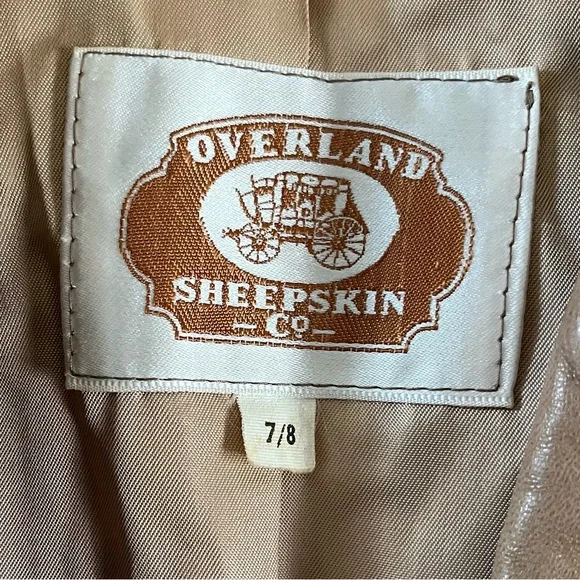 OVERLAND
SHEEPSKIN
- Co -
7/8